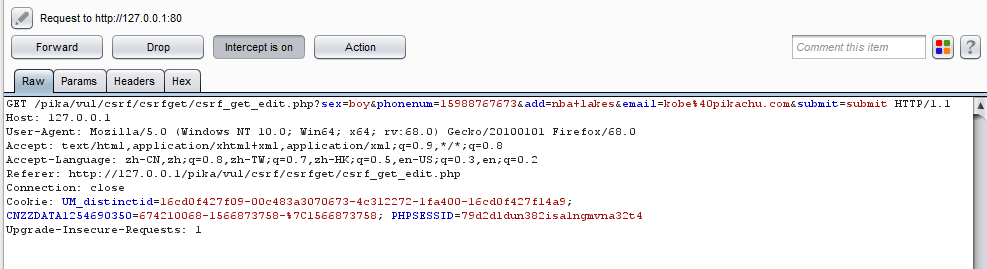 Request to http://127.0.0.1:80
Forward Drop Intercept is on Action Comment this item ?
Raw Params Headers Hex
GET /pika/vul/csrf/csrfget/csrf_get_edit.php?sex=boy&phonenum=15988767673&add=nba+lakes&email=kobe%40pikachu.com&submit=submit HTTP/1.1
Host: 127.0.0.1
User-Agent: Mozilla/5.0 (Windows NT 10.0; Win64; x64; rv:68.0) Gecko/20100101 Firefox/68.0
Accept: text/html,application/xhtml+xml,application/xml;q=0.9,*/*;q=0.8
Accept-Language: zh-CN,zh;q=0.8,zh-TW;q=0.7,zh-HK;q=0.5,en-US;q=0.3,en;q=0.2
Referer: http://127.0.0.1/pika/vul/csrf/csrfget/csrf_get_edit.php
Connection: close
Cookie: UM_distinctid=16cd0f427f09-00c483a3070673-4c312272-1fa400-16cd0f427f14a9;
CNZZDATA1254690350=674210068-1566873758-%7C1566873758; PHPSESSID=79d2d1dun382isalngmvna32t4
Upgrade-Insecure-Requests: 1